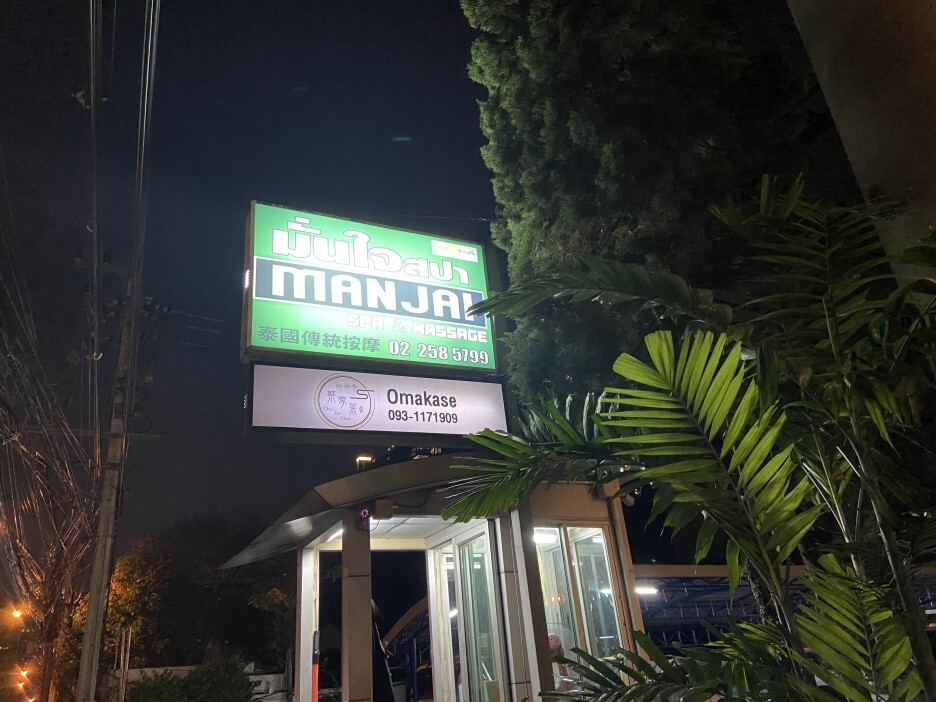 มั่นใจสปา
MANJAI
SPA & MASSAGE
泰國傳統按摩 02 258 5799
Omakase
093-1171909